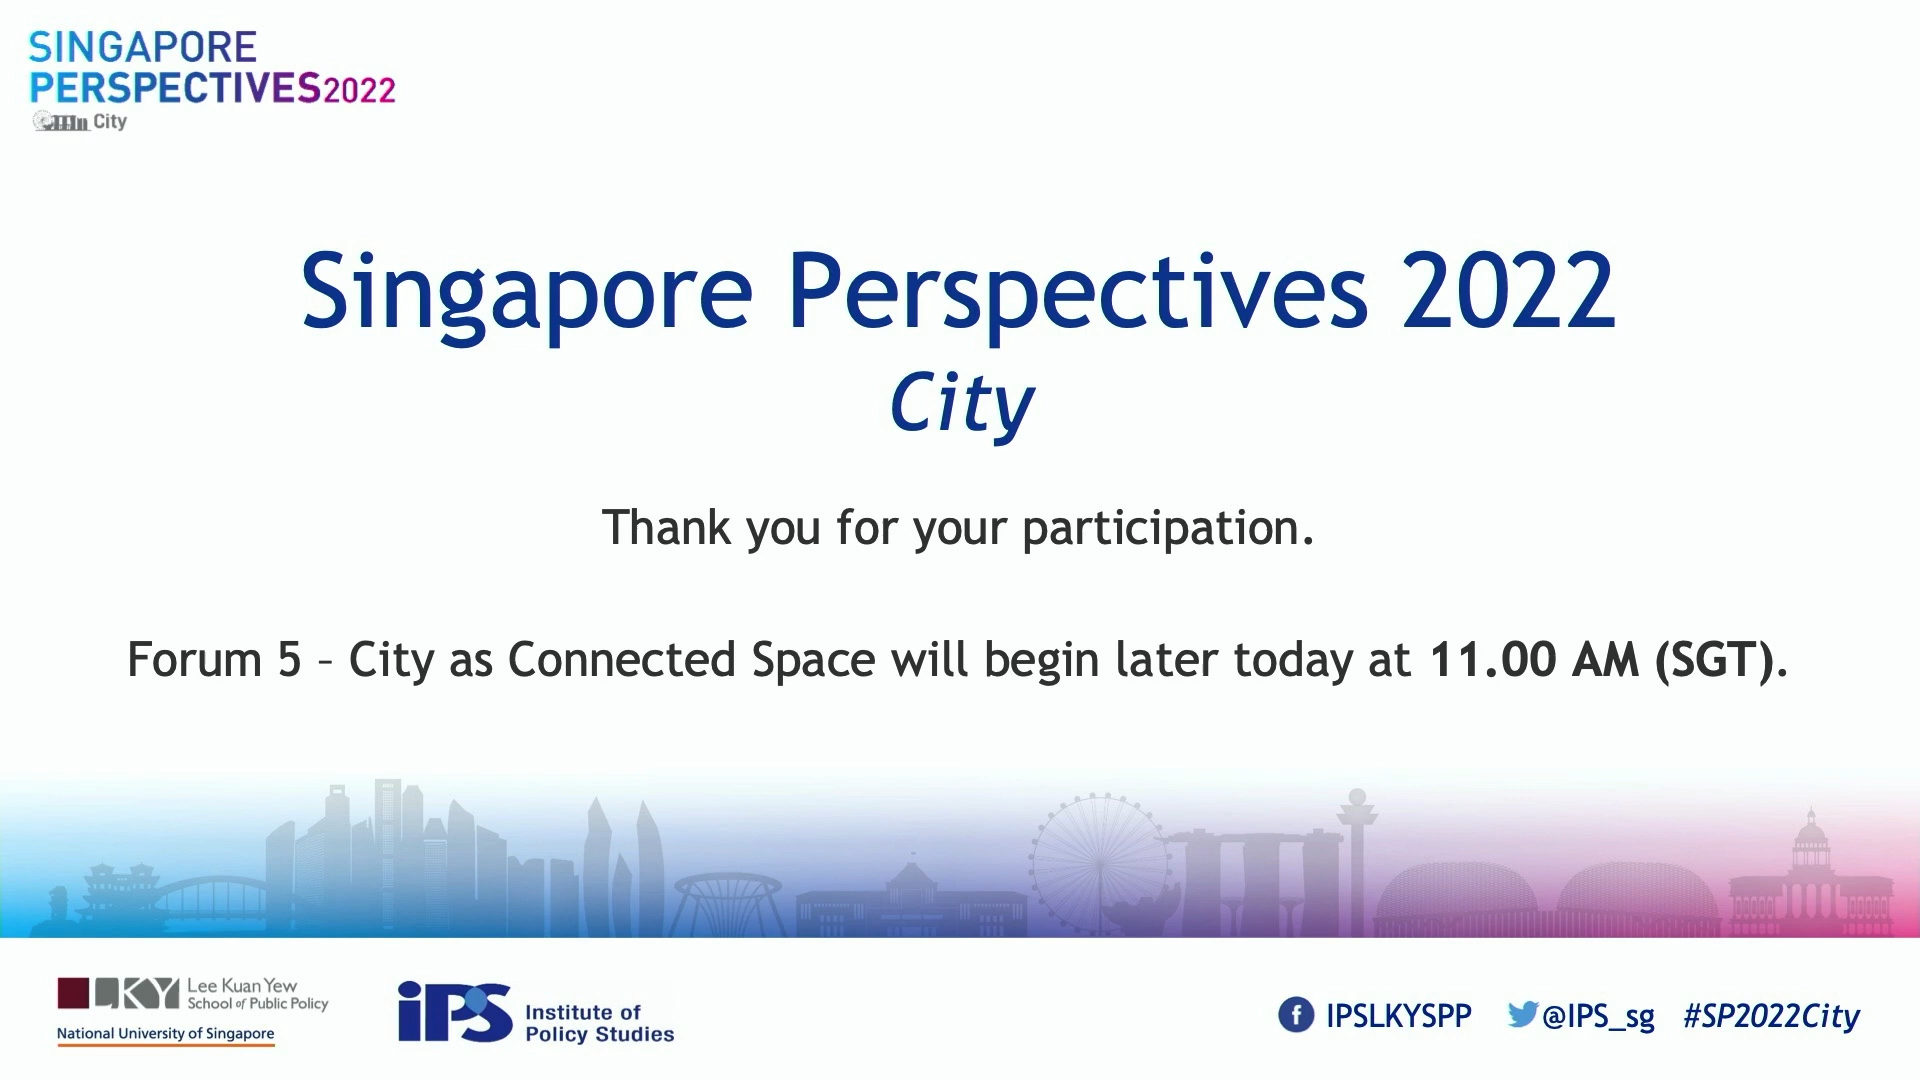 SINGAPORE
PERSPECTIVES2022
City
Singapore Perspectives 2022
City
Thank you for your participation.
Forum 5 – City as Connected Space will begin later today at 11.00 AM (SGT).
LKY Lee Kuan Yew
School of Public Policy
National University of Singapore
iPS Institute of
Policy Studies
IPSLKYSPP @IPS_sg #SP2022City